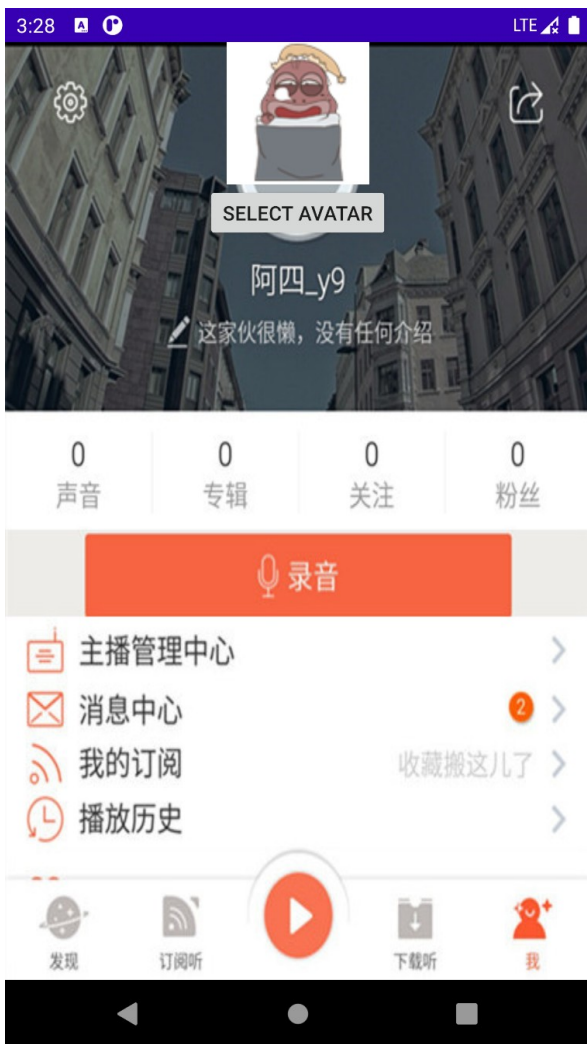 3:28
LTE
SELECT AVATAR
阿四_y9
这家伙很懒，没有任何介绍
0 0 0 0
声音 专辑 关注 粉丝
录音
主播管理中心
消息中心 2
我的订阅 收藏搬这儿了
播放历史
发现 订阅听 下载听 我